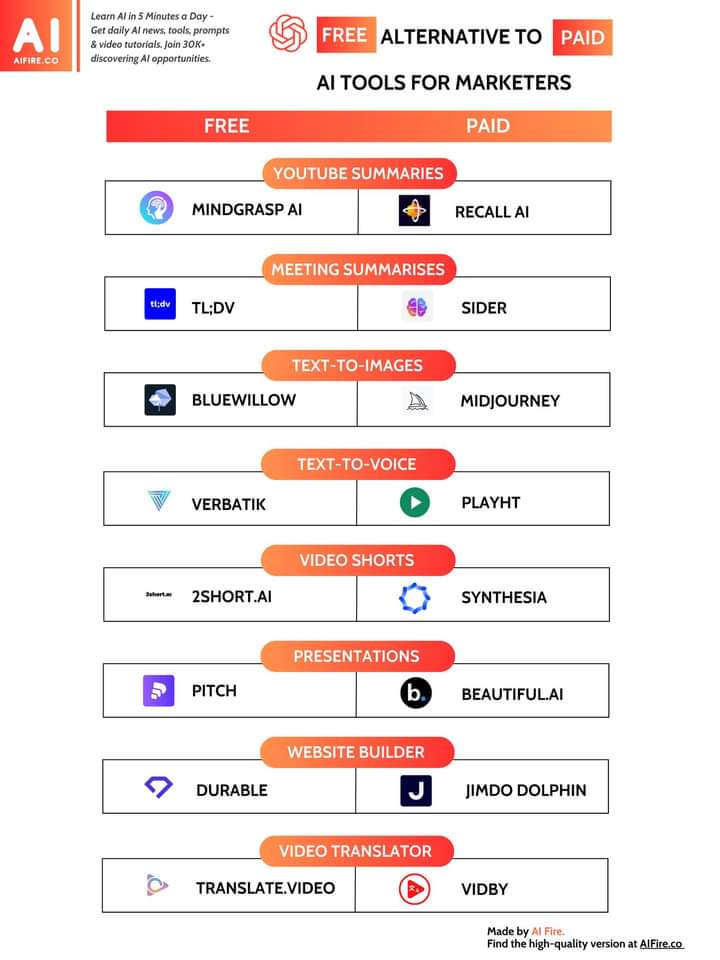 AI
AIFIRE.CO
Learn AI in 5 Minutes a Day -
Get daily AI news, tools, prompts
& video tutorials. Join 30K+
discovering AI opportunities.
FREE ALTERNATIVE TO PAID
AI TOOLS FOR MARKETERS
FREE PAID
YOUTUBE SUMMARIES
MINDGRASP AI RECALL AI
MEETING SUMMARISES
tl;dv TL;DV SIDER
TEXT-TO-IMAGES
BLUEWILLOW MIDJOURNEY
TEXT-TO-VOICE
VERBATIK PLAYHT
VIDEO SHORTS
2short.ai 2SHORT.AI SYNTHESIA
PRESENTATIONS
PITCH b. BEAUTIFUL.AI
WEBSITE BUILDER
DURABLE J JIMDO DOLPHIN
VIDEO TRANSLATOR
TRANSLATE.VIDEO VIDBY
Made by AI Fire.
Find the high-quality version at AIFire.co